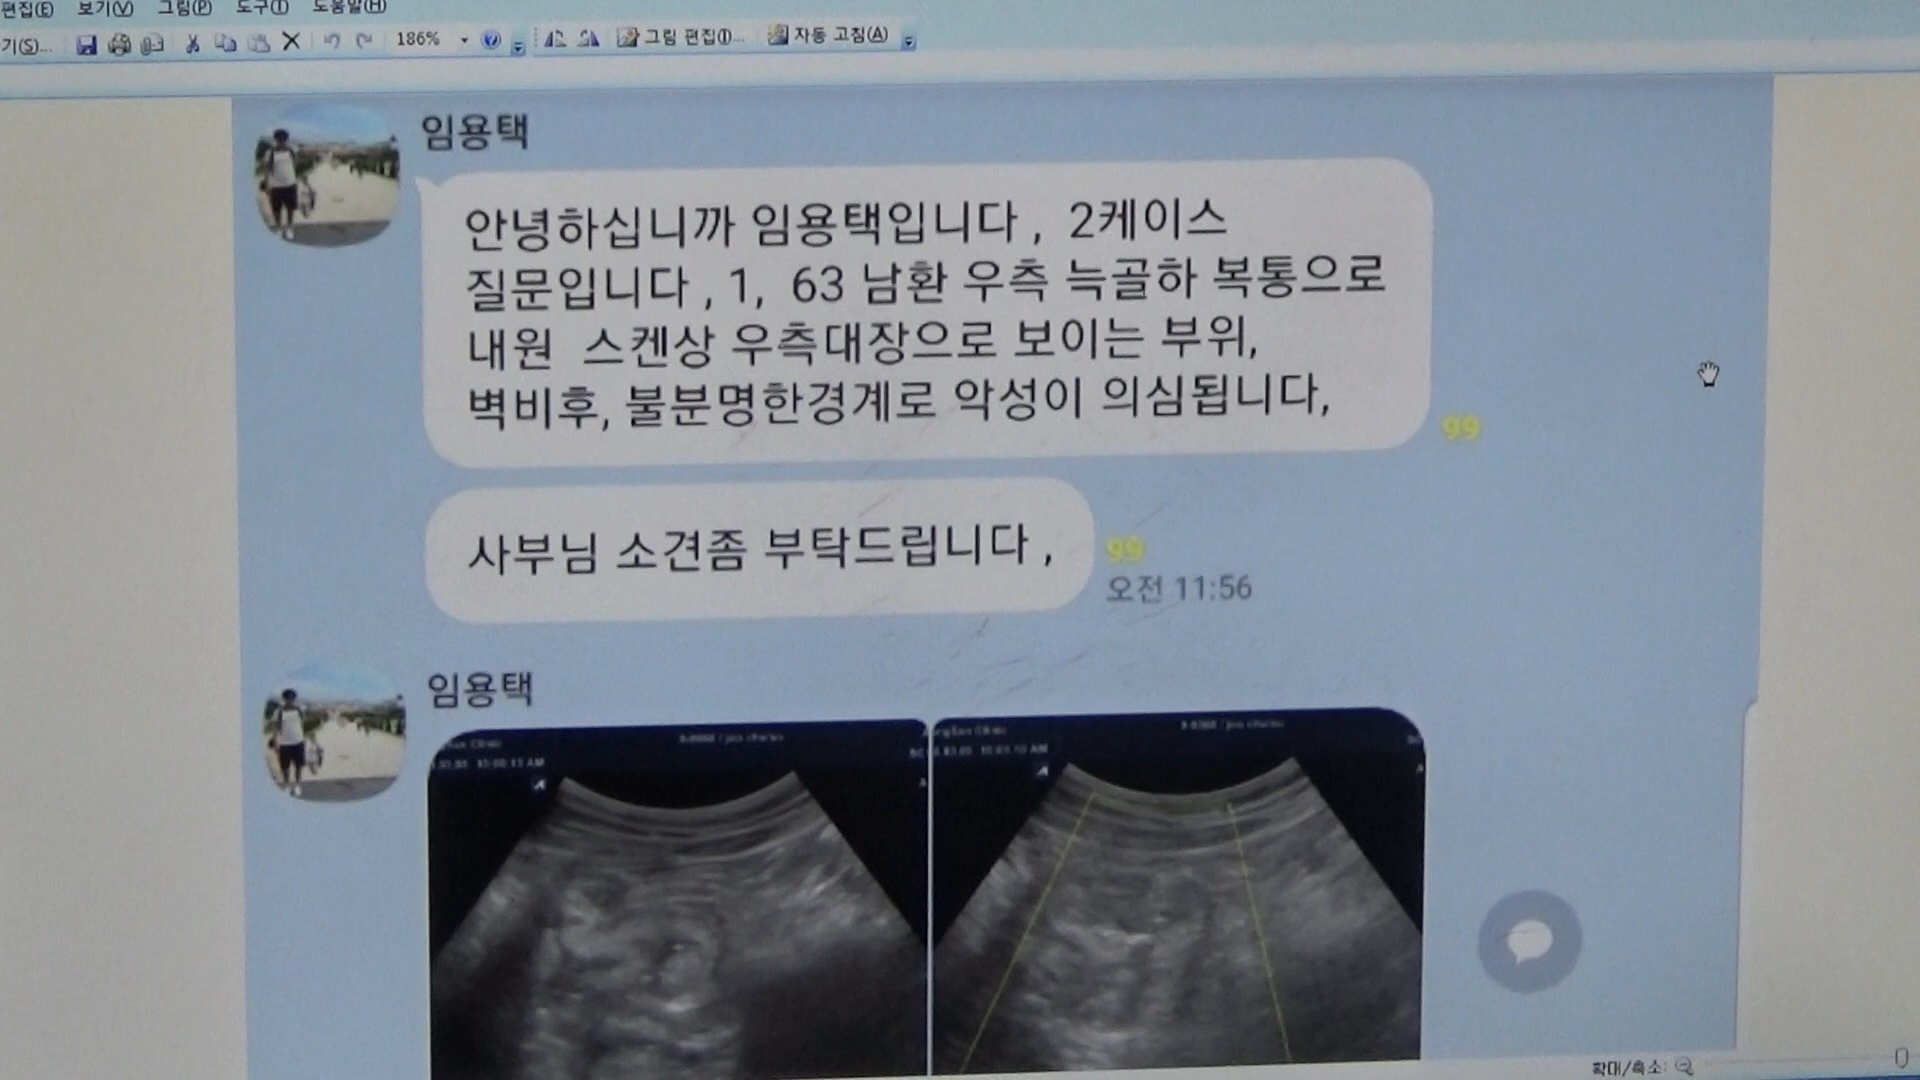 편집(E) 보기(V) 그림(P) 도구(T) 도움말(H)
기(S)... 186% 그림 편집(I)... 자동 고침(A)
임용택
안녕하십니까 임용택입니다 , 2케이스
질문입니다 , 1, 63 남환 우측 늑골하 복통으로
내원 스켄상 우측대장으로 보이는 부위,
벽비후, 불분명한경계로 악성이 의심됩니다,
99
사부님 소견좀 부탁드립니다 ,
99
오전 11:56
임용택
확대/축소: